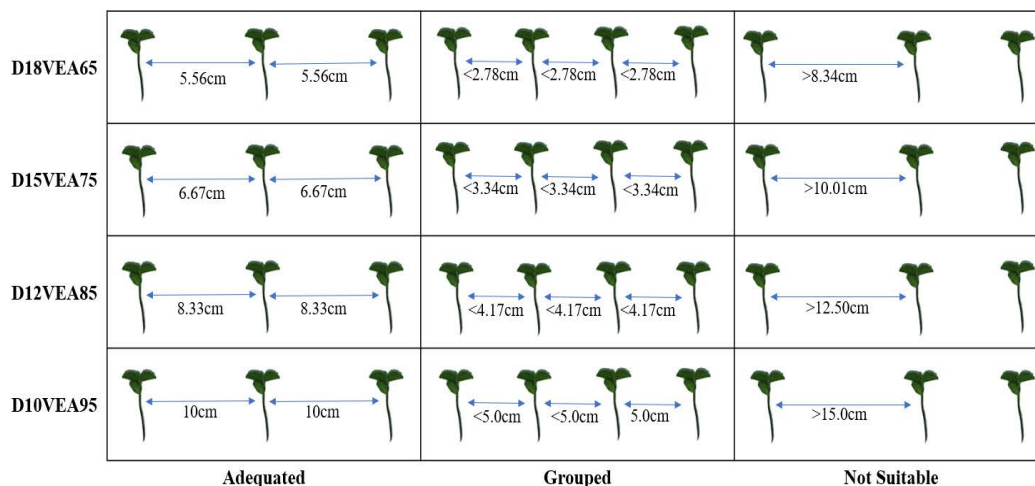 D18VEA65 5.56cm 5.56cm <2.78cm <2.78cm <2.78cm >8.34cm
D15VEA75 6.67cm 6.67cm <3.34cm <3.34cm <3.34cm >10.01cm
D12VEA85 8.33cm 8.33cm <4.17cm <4.17cm <4.17cm >12.50cm
D10VEA95 10cm 10cm <5.0cm <5.0cm 5.0cm >15.0cm
Adequated Grouped Not Suitable